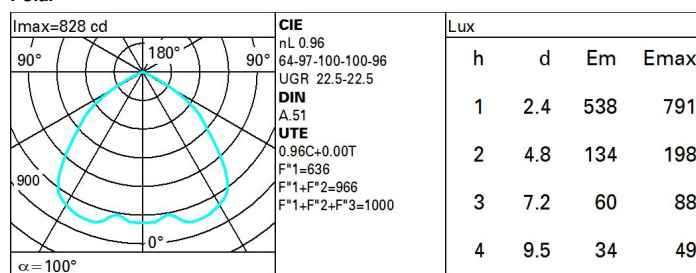 Imax=828 cd
90° 180° 90°
900
0°
α=100°
CIE
nL 0.96
64-97-100-100-96
UGR 22.5-22.5
DIN
A.51
UTE
0.96C+0.00T
F"1=636
F"1+F"2=966
F"1+F"2+F"3=1000
Lux
h d Em Emax
1 2.4 538 791
2 4.8 134 198
3 7.2 60 88
4 9.5 34 49